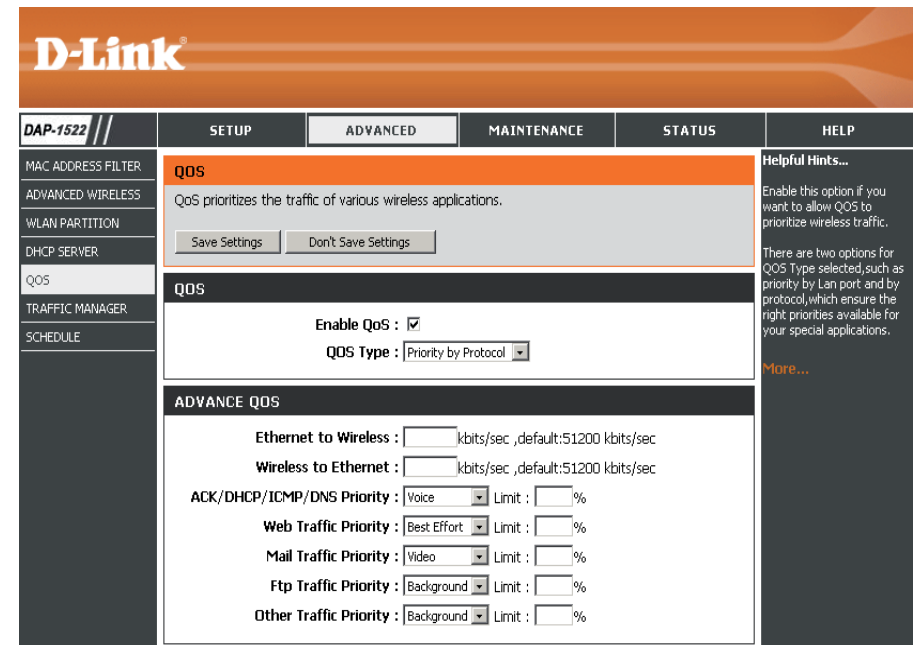 D-Link®
DAP-1522 //
SETUP
ADVANCED
MAINTENANCE
STATUS
HELP
MAC ADDRESS FILTER
ADVANCED WIRELESS
WLAN PARTITION
DHCP SERVER
QOS
TRAFFIC MANAGER
SCHEDULE
QOS
QoS prioritizes the traffic of various wireless applications.
Save Settings
Don't Save Settings
QOS
Enable QoS :
QOS Type : Priority by Protocol
ADVANCE QOS
Ethernet to Wireless : kbits/sec ,default:51200 kbits/sec
Wireless to Ethernet : kbits/sec ,default:51200 kbits/sec
ACK/DHCP/ICMP/DNS Priority : Voice Limit : %
Web Traffic Priority : Best Effort Limit : %
Mail Traffic Priority : Video Limit : %
Ftp Traffic Priority : Background Limit : %
Other Traffic Priority : Background Limit : %
Helpful Hints...
Enable this option if you
want to allow QOS to
prioritize wireless traffic.
There are two options for
QOS Type selected,such as
priority by Lan port and by
protocol,which ensure the
right priorities available for
your special applications.
More...